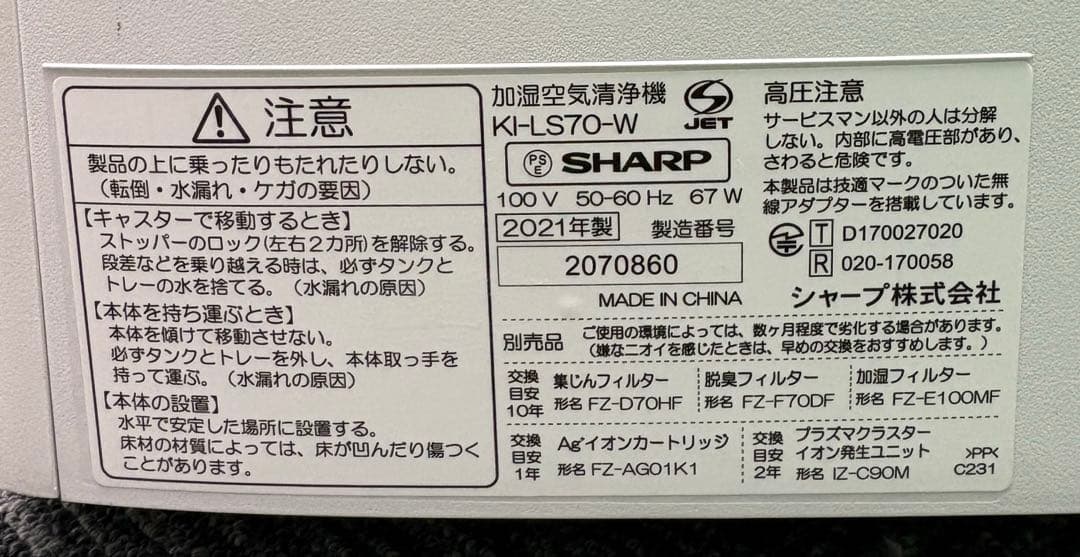 注意
製品の上に乗ったりもたれたりしない。
（転倒・水漏れ・ケガの要因）
【キャスターで移動するとき】
ストッパーのロック(左右２カ所)を解除する。
段差などを乗り越える時は、必ずタンクと
トレーの水を捨てる。（水漏れの原因）
【本体を持ち運ぶとき】
本体を傾けて移動させない。
必ずタンクとトレーを外し、本体取っ手を
持って運ぶ。（水漏れの原因）
【本体の設置】
水平で安定した場所に設置する。
床材の材質によっては、床が凹んだり傷つく
ことがあります。
加湿空気清浄機
KI-LS70-W
JET
PS
E
SHARP
100 V 50-60 Hz 67 W
2021年製 製造番号
2070860
MADE IN CHINA
高圧注意
サービスマン以外の人は分解
しない。内部に高電圧部があり、
さわると危険です。
本製品は技適マークのついた無
線アダプターを搭載しています。
T D170027020
R 020-170058
シャープ株式会社
別売品
ご使用の環境によっては、数ヶ月程度で劣化する場合があります。
（嫌なニオイを感じたときは、早めの交換をおすすめします。）
交換
目安
10年
集じんフィルター
形名 FZ-D70HF
脱臭フィルター
形名 FZ-F70DF
加湿フィルター
形名 FZ-E100MF
交換
目安
1年
Ag⁺イオンカートリッジ
形名 FZ-AG01K1
交換
目安
2年
プラズマクラスター
イオン発生ユニット
形名 IZ-C90M
>PP<
C231